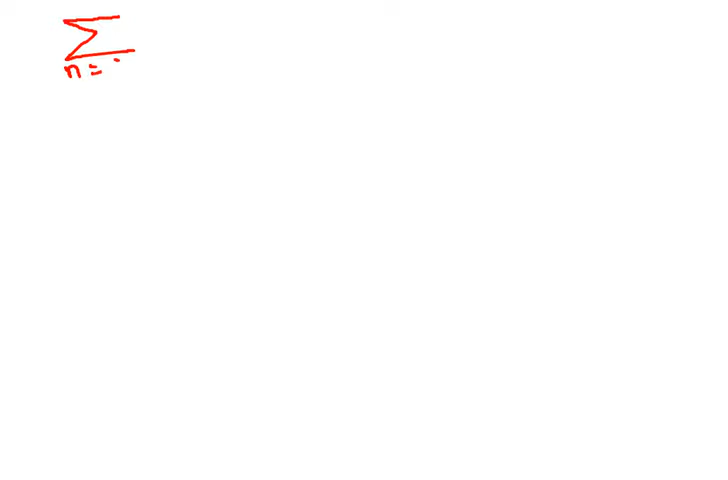 ∑
n =